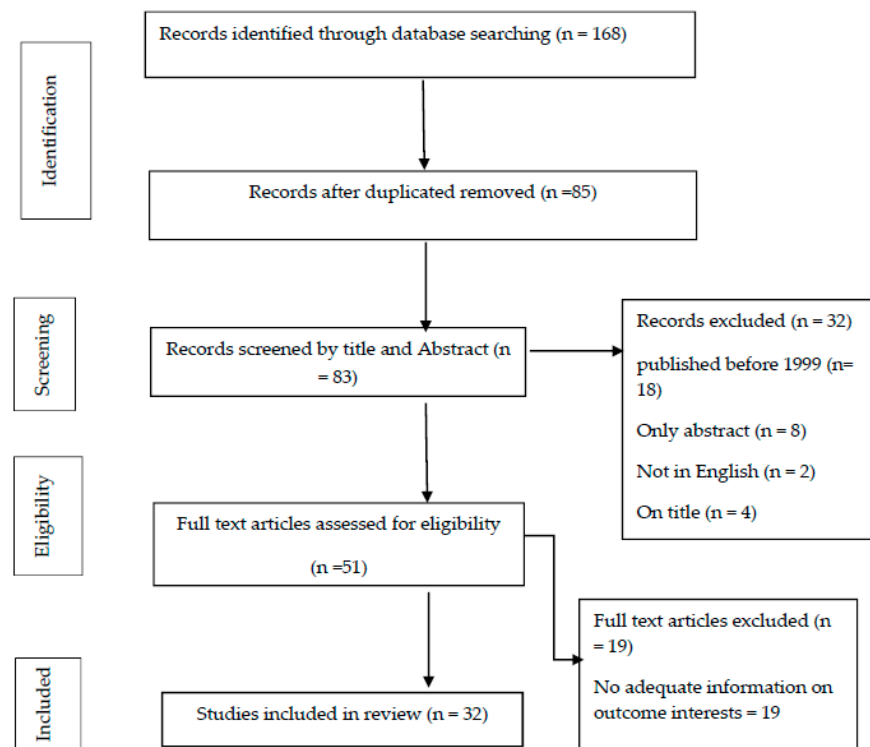 Identification
Records identified through database searching (n = 168)
Records after duplicated removed (n =85)
Screening
Records screened by title and Abstract (n
= 83)
Records excluded (n = 32)
published before 1999 (n=
18)
Only abstract (n = 8)
Not in English (n = 2)
On title (n = 4)
Eligibility
Full text articles assessed for eligibility
(n =51)
Full text articles excluded (n
= 19)
No adequate information on
outcome interests = 19
Included
Studies included in review (n = 32)